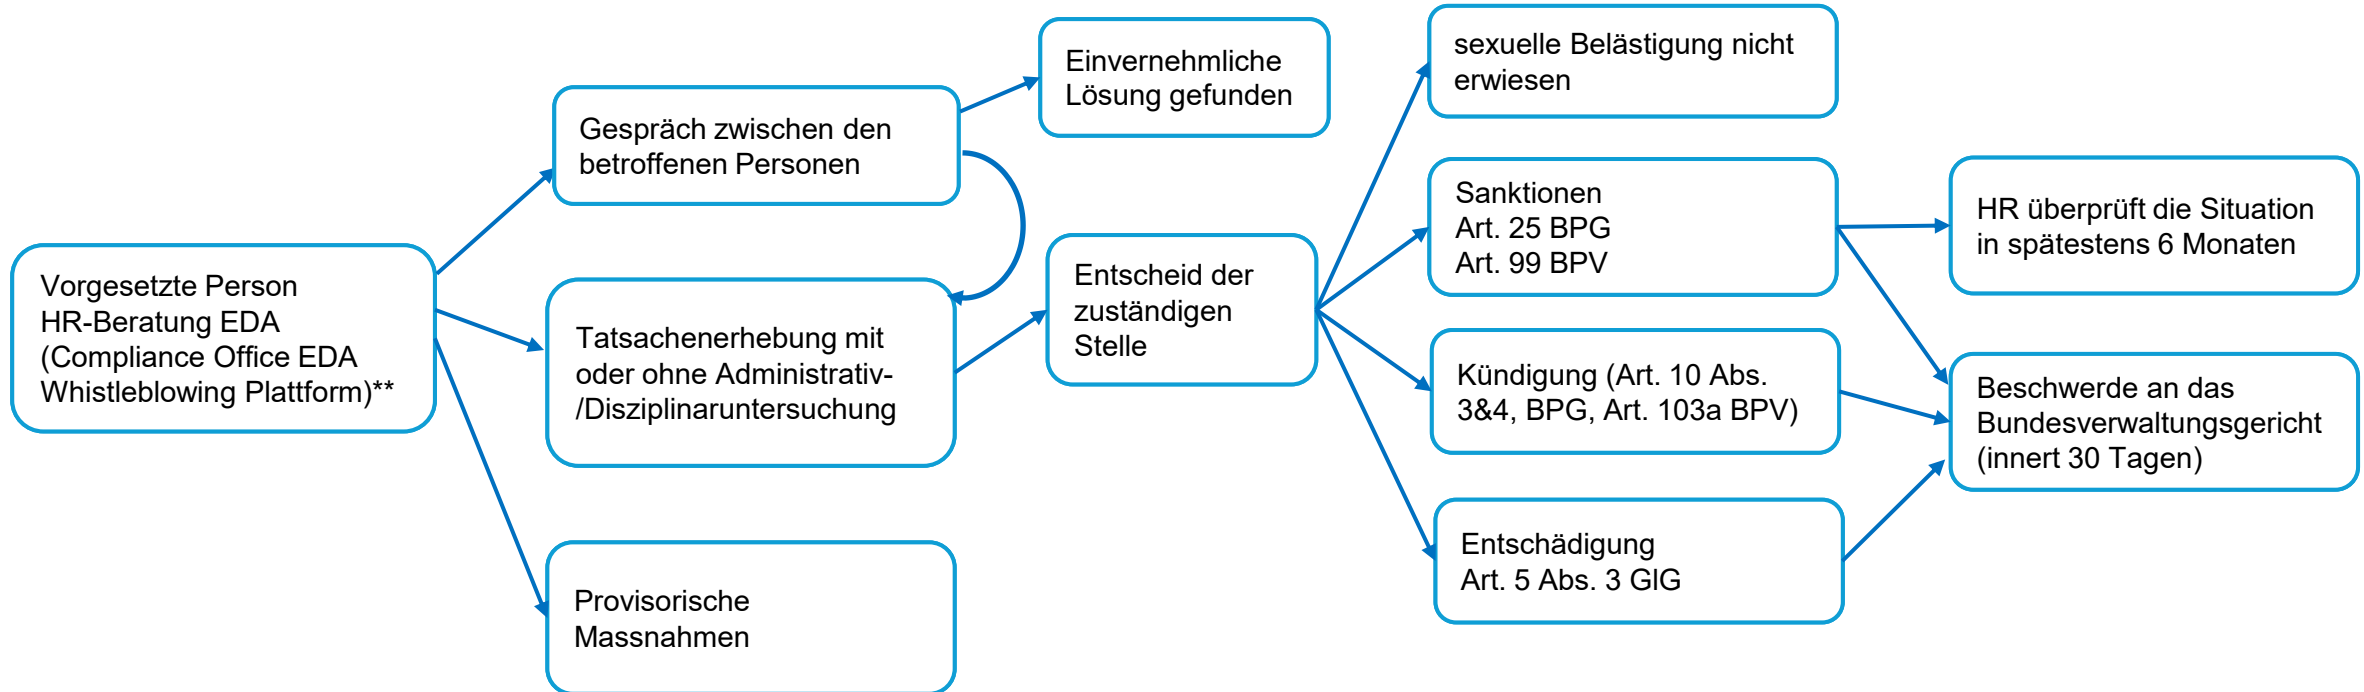 Vorgesetzte Person
HR-Beratung EDA
(Compliance Office EDA
Whistleblowing Plattform)**
Gespräch zwischen den
betroffenen Personen
Tatsachenerhebung mit
oder ohne Administrativ-
/Disziplinaruntersuchung
Provisorische
Massnahmen
Einvernehmliche
Lösung gefunden
Entscheid der
zuständigen
Stelle
sexuelle Belästigung nicht
erwiesen
Sanktionen
Art. 25 BPG
Art. 99 BPV
Kündigung (Art. 10 Abs.
3&4, BPG, Art. 103a BPV)
Entschädigung
Art. 5 Abs. 3 GlG
HR überprüft die Situation
in spätestens 6 Monaten
Beschwerde an das
Bundesverwaltungsgericht
(innert 30 Tagen)